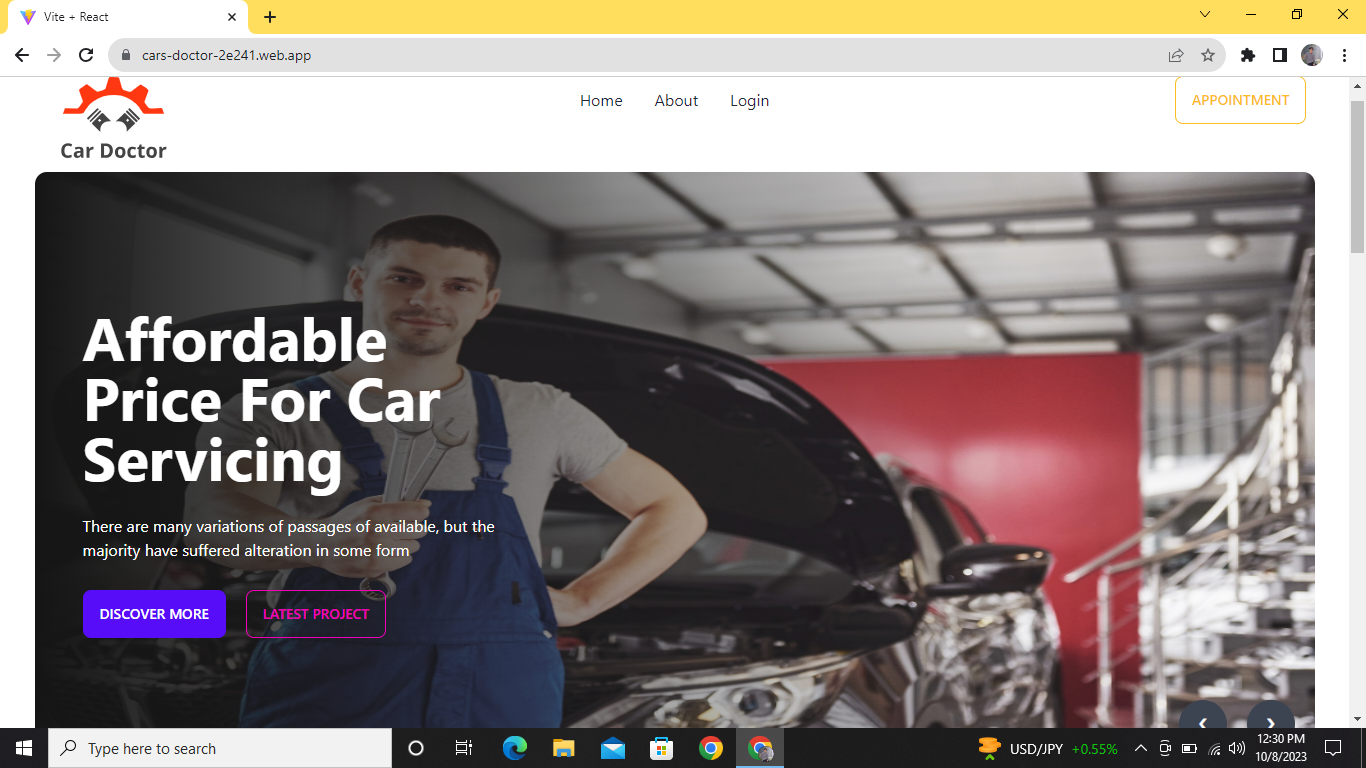 Vite + React
cars-doctor-2e241.web.app
Car Doctor
Home About Login
APPOINTMENT
Affordable
Price For Car
Servicing
There are many variations of passages of available, but the
majority have suffered alteration in some form
DISCOVER MORE
LATEST PROJECT
Type here to search
USD/JPY +0.55%
12:30 PM
10/8/2023